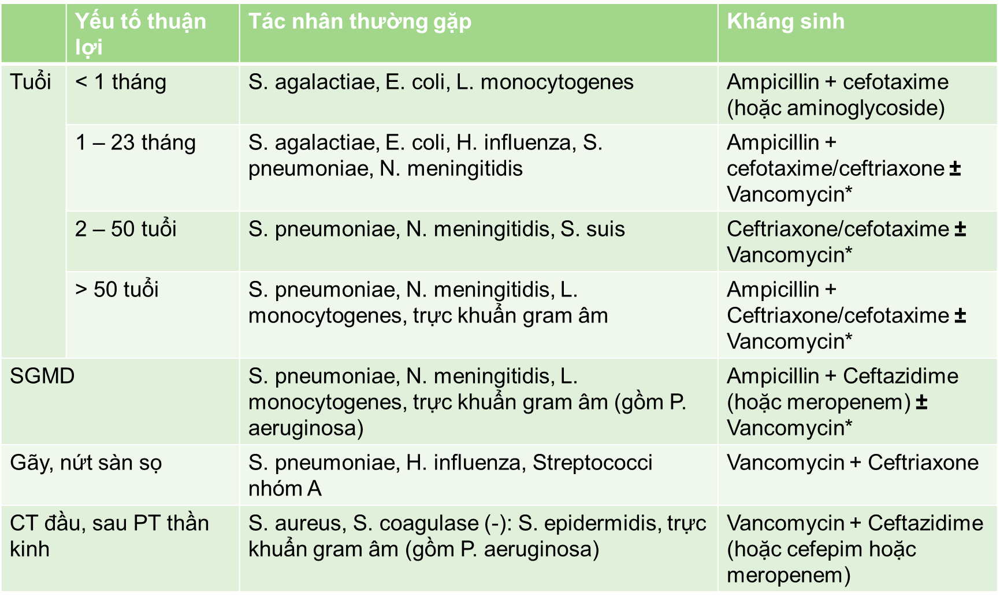 Yếu tố thuận lợi
Tác nhân thường gặp
Kháng sinh
Tuổi
< 1 tháng
S. agalactiae, E. coli, L. monocytogenes
Ampicillin + cefotaxime
(hoặc aminoglycoside)
1 – 23 tháng
S. agalactiae, E. coli, H. influenza, S.
pneumoniae, N. meningitidis
Ampicillin +
cefotaxime/ceftriaxone ±
Vancomycin*
2 – 50 tuổi
S. pneumoniae, N. meningitidis, S. suis
Ceftriaxone/cefotaxime ±
Vancomycin*
> 50 tuổi
S. pneumoniae, N. meningitidis, L.
monocytogenes, trực khuẩn gram âm
Ampicillin +
Ceftriaxone/cefotaxime ±
Vancomycin*
SGMD
S. pneumoniae, N. meningitidis, L.
monocytogenes, trực khuẩn gram âm (gồm P.
aeruginosa)
Ampicillin + Ceftazidime
(hoặc meropenem) ±
Vancomycin*
Gãy, nứt sàn sọ
S. pneumoniae, H. influenza, Streptococci
nhóm A
Vancomycin + Ceftriaxone
CT đầu, sau PT thần
kinh
S. aureus, S. coagulase (-): S. epidermidis, trực
khuẩn gram âm (gồm P. aeruginosa)
Vancomycin + Ceftazidime
(hoặc cefepim hoặc
meropenem)